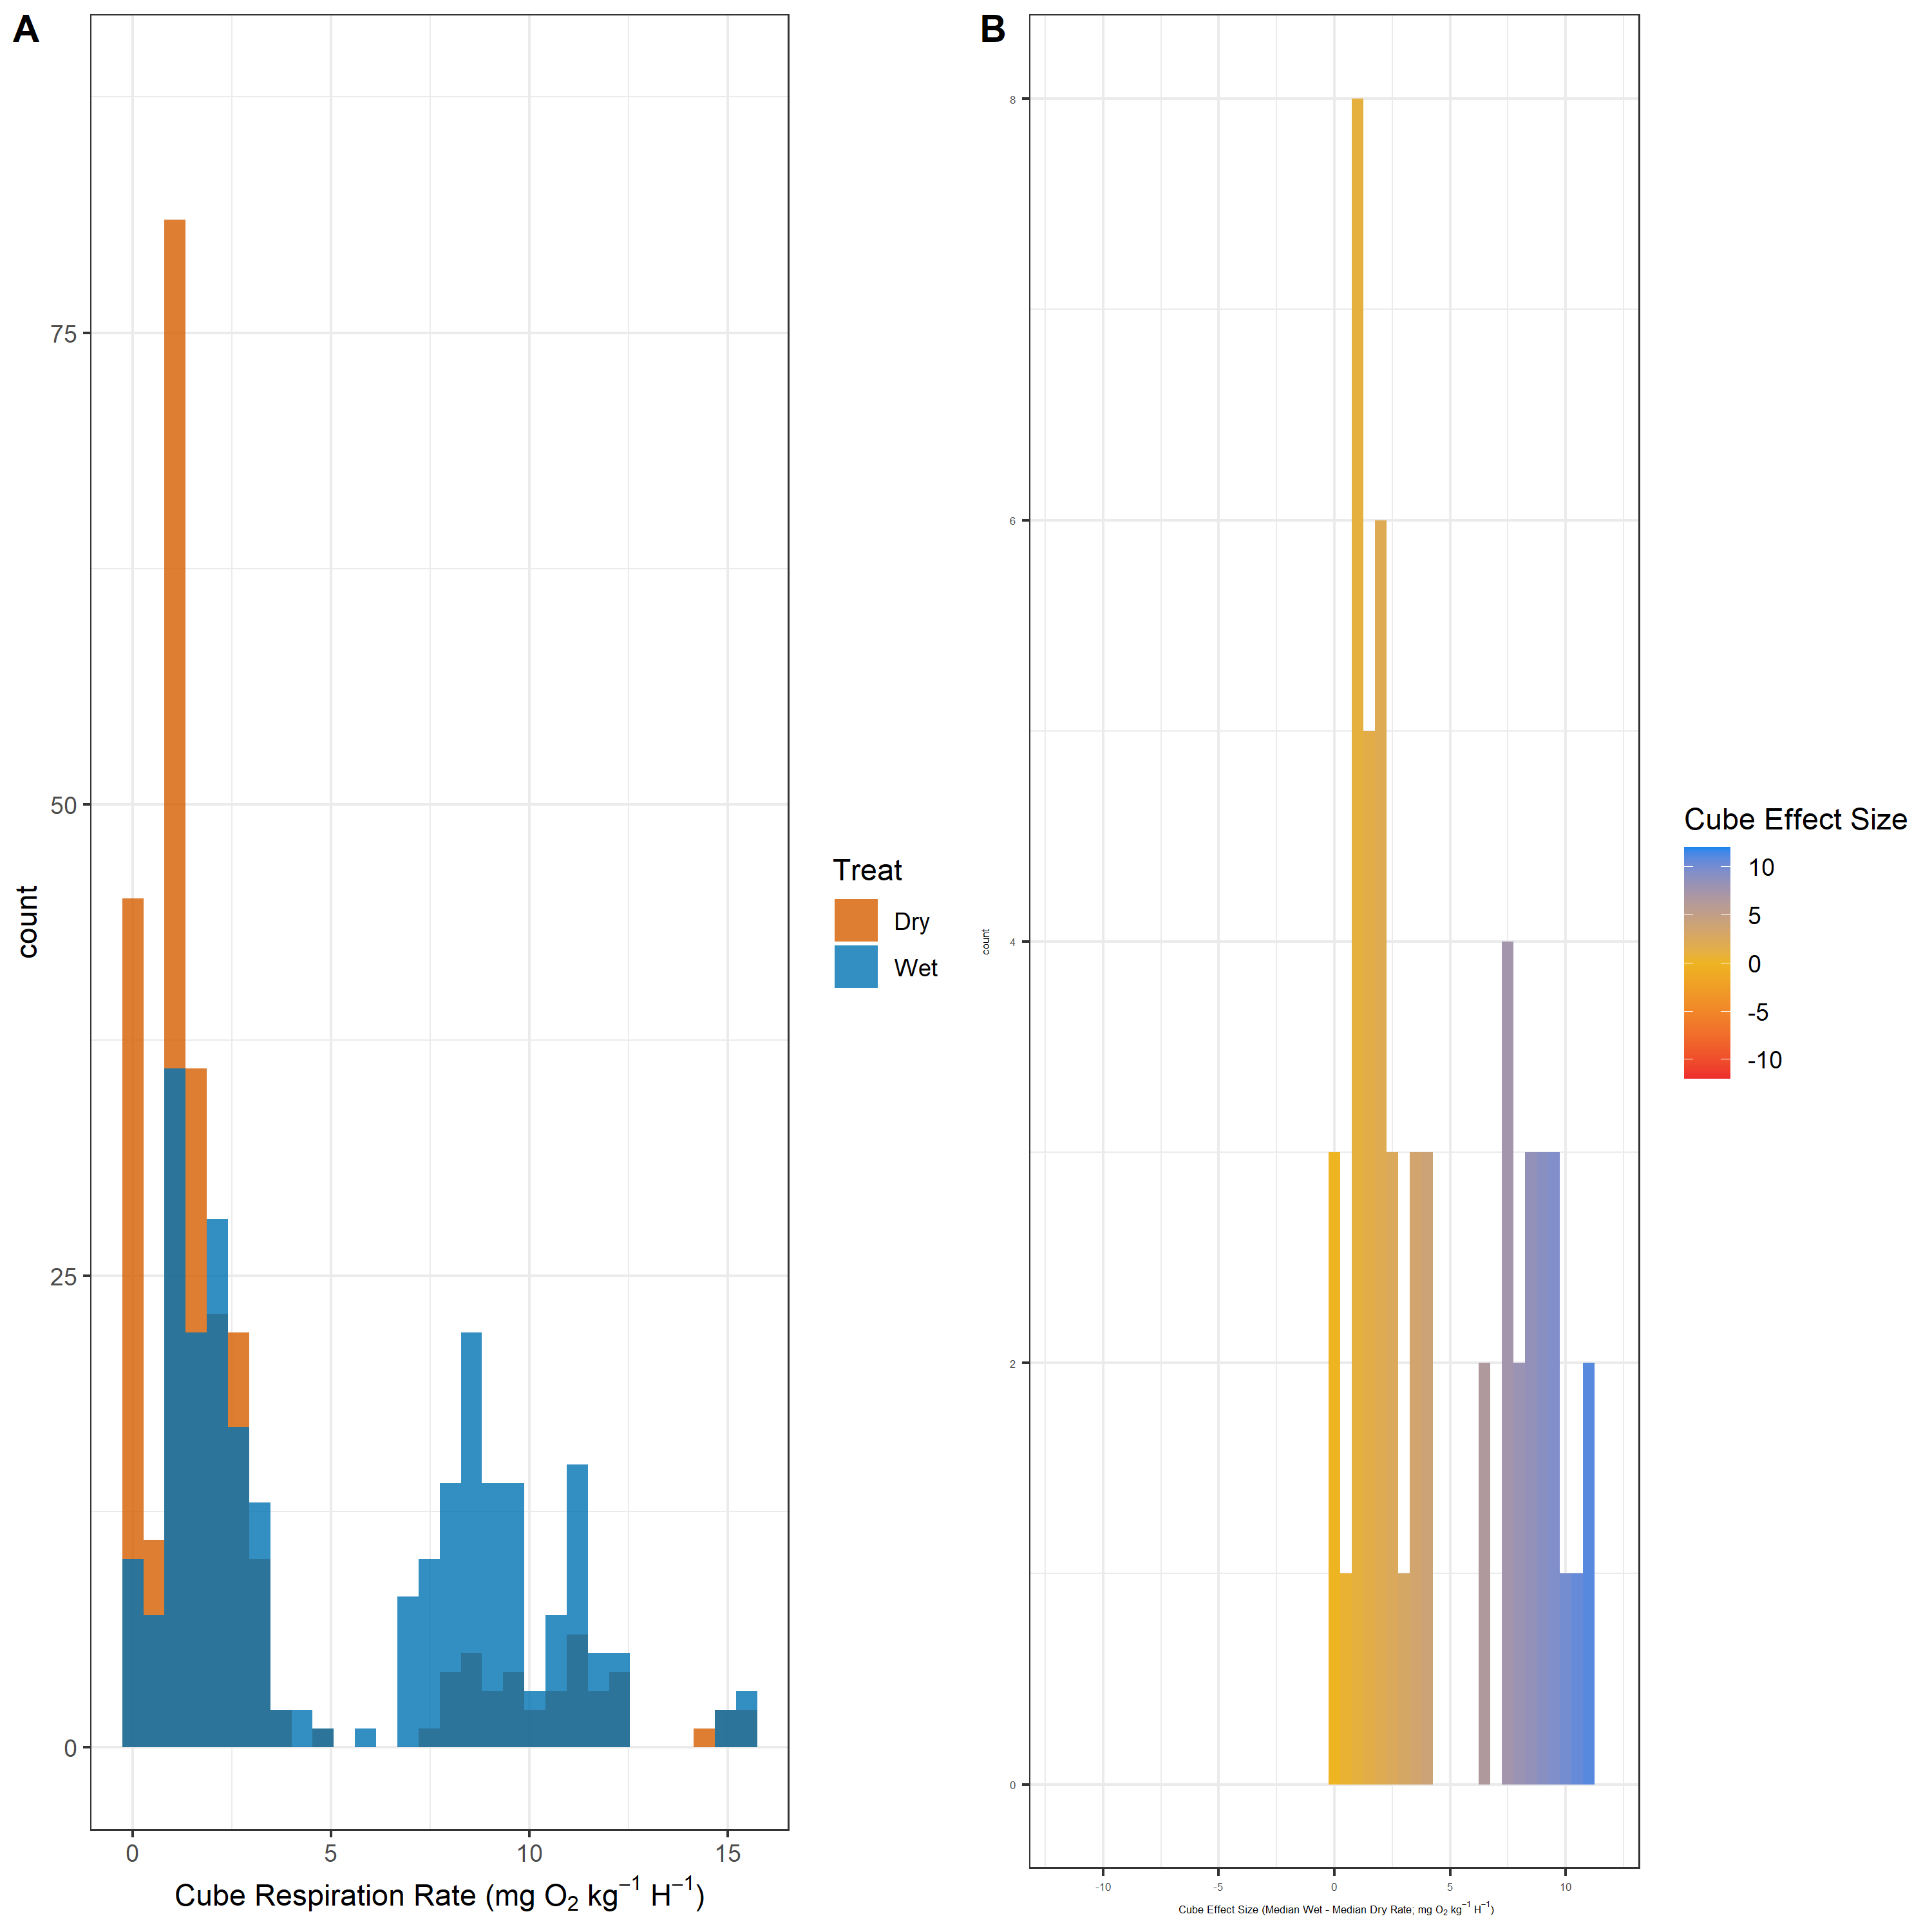 A
75
50
25
0
count
0 5 10 15
Cube Respiration Rate (mg O₂ kg⁻¹ H⁻¹)
Treat
Dry
Wet
B
8
6
4
2
0
count
-10 -5 0 5 10
Cube Effect Size (Median Wet - Median Dry Rate; mg O₂ kg⁻¹ H⁻¹)
Cube Effect Size
10
5
0
-5
-10